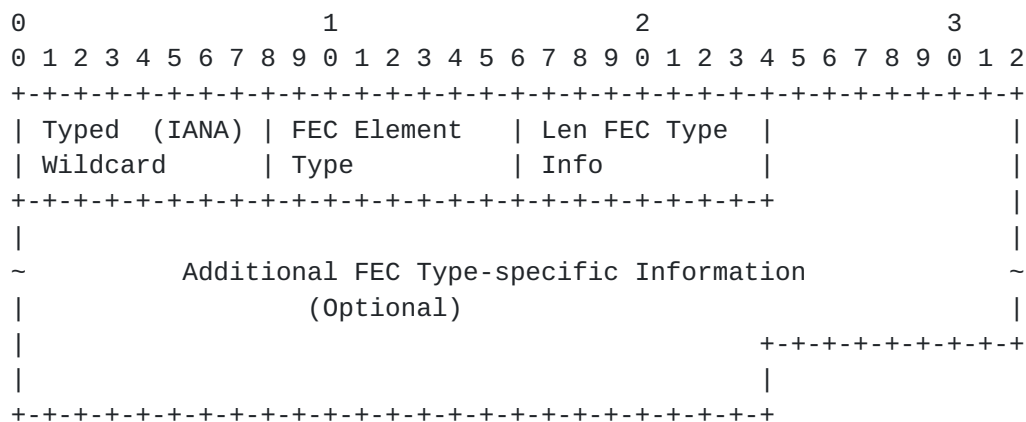 0                   1                   2                   3
0 1 2 3 4 5 6 7 8 9 0 1 2 3 4 5 6 7 8 9 0 1 2 3 4 5 6 7 8 9 0 1 2
+-+-+-+-+-+-+-+-+-+-+-+-+-+-+-+-+-+-+-+-+-+-+-+-+-+-+-+-+-+-+-+-+
| Typed  (IANA) | FEC Element   | Len FEC Type  |               |
| Wildcard      | Type          | Info          |               |
+-+-+-+-+-+-+-+-+-+-+-+-+-+-+-+-+-+-+-+-+-+-+-+-+               |
|                                                               |
~          Additional FEC Type-specific Information             ~
|                  (Optional)                                   |
|                                               +-+-+-+-+-+-+-+-+
|                                               |
+-+-+-+-+-+-+-+-+-+-+-+-+-+-+-+-+-+-+-+-+-+-+-+-+